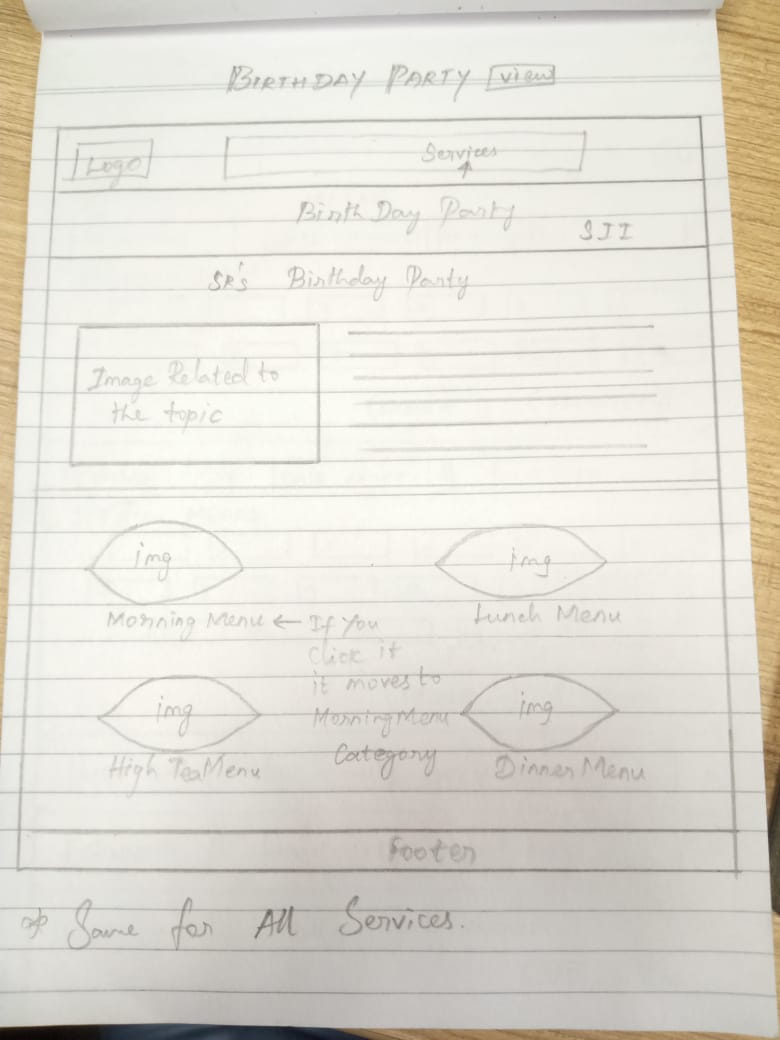 BIRTHDAY PARTY view
Logo
Services
Birth Day Party
SII
SR's Birthday Party
Image Related to
the topic
img
img
Morning Menu ← If You
click it
it moves to
Morning Menu
Category
Lunch Menu
img
img
High Tea Menu
Dinner Menu
Footer
* Same for All Services.